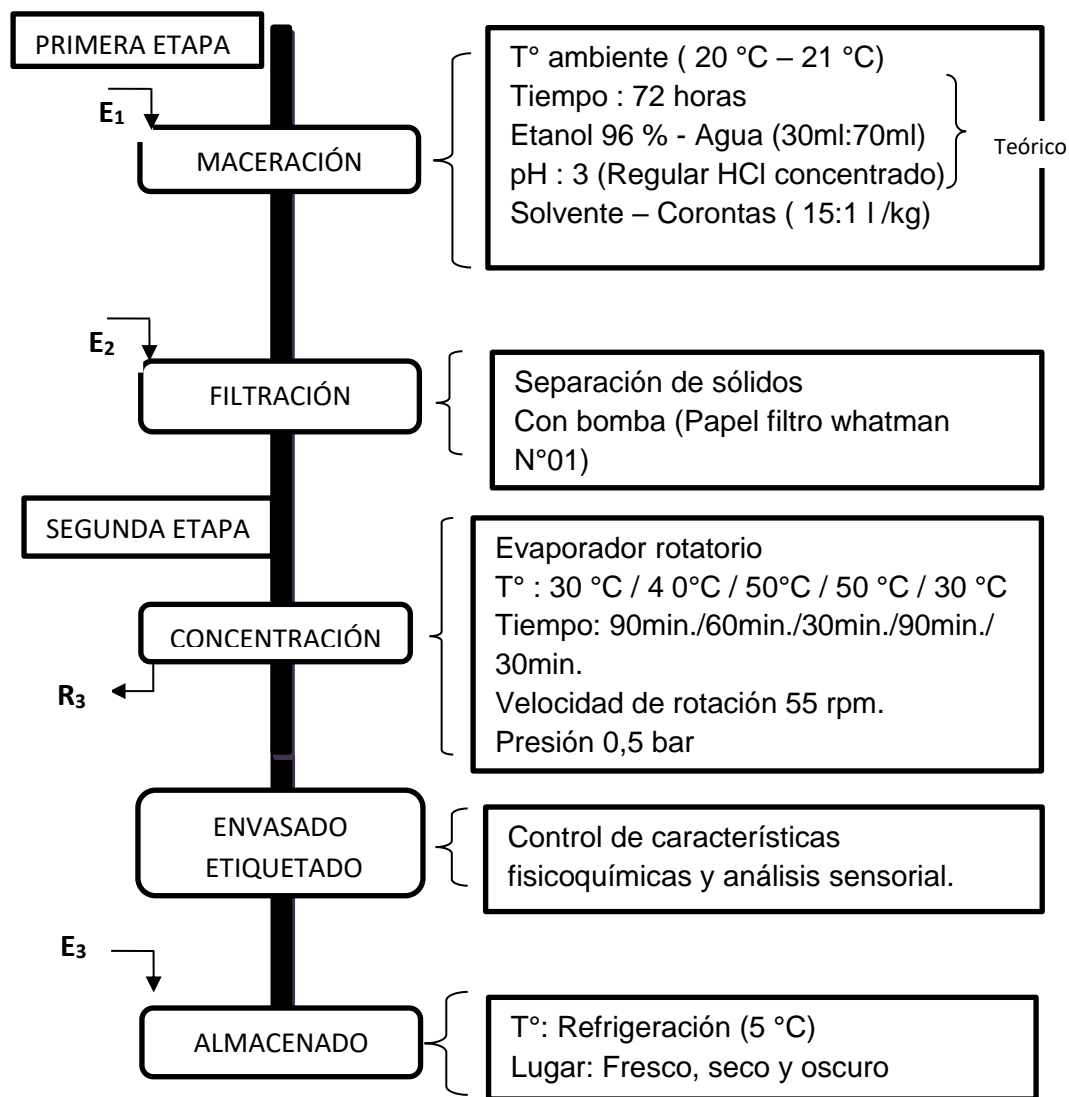 PRIMERA ETAPA
E₁
MACERACIÓN
T° ambiente ( 20 °C – 21 °C)
Tiempo : 72 horas
Etanol 96 % - Agua (30ml:70ml)
pH : 3 (Regular HCl concentrado)
Solvente – Corontas ( 15:1 l /kg)
Teórico
E₂
FILTRACIÓN
Separación de sólidos
Con bomba (Papel filtro whatman
N°01)
SEGUNDA ETAPA
CONCENTRACIÓN
R₃
Evaporador rotatorio
T° : 30 °C / 4 0°C / 50°C / 50 °C / 30 °C
Tiempo: 90min./60min./30min./90min./
30min.
Velocidad de rotación 55 rpm.
Presión 0,5 bar
ENVASADO
ETIQUETADO
Control de características
fisicoquímicas y análisis sensorial.
E₃
ALMACENADO
T°: Refrigeración (5 °C)
Lugar: Fresco, seco y oscuro